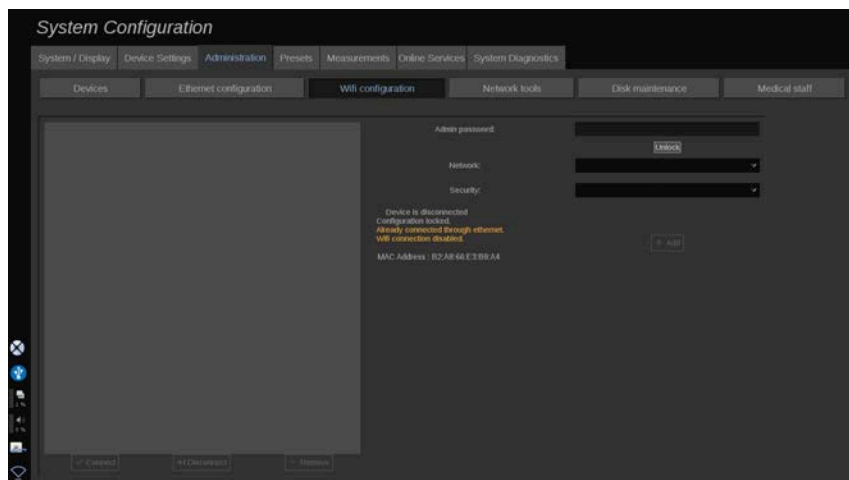 System Configuration
System / Display Device Settings Administration Presets Measurements Online Services System Diagnostics
Devices Ethernet configuration Wifi configuration Network tools Disk maintenance Medical staff
Admin password:
Unlock
Network:
Security:
Device is disconnected
Configuration locked.
Already connected through ethernet.
Wifi connection disabled.
+ Add
MAC Address : B2:A8:66:E3:B9:A4
Connect Disconnect Remove